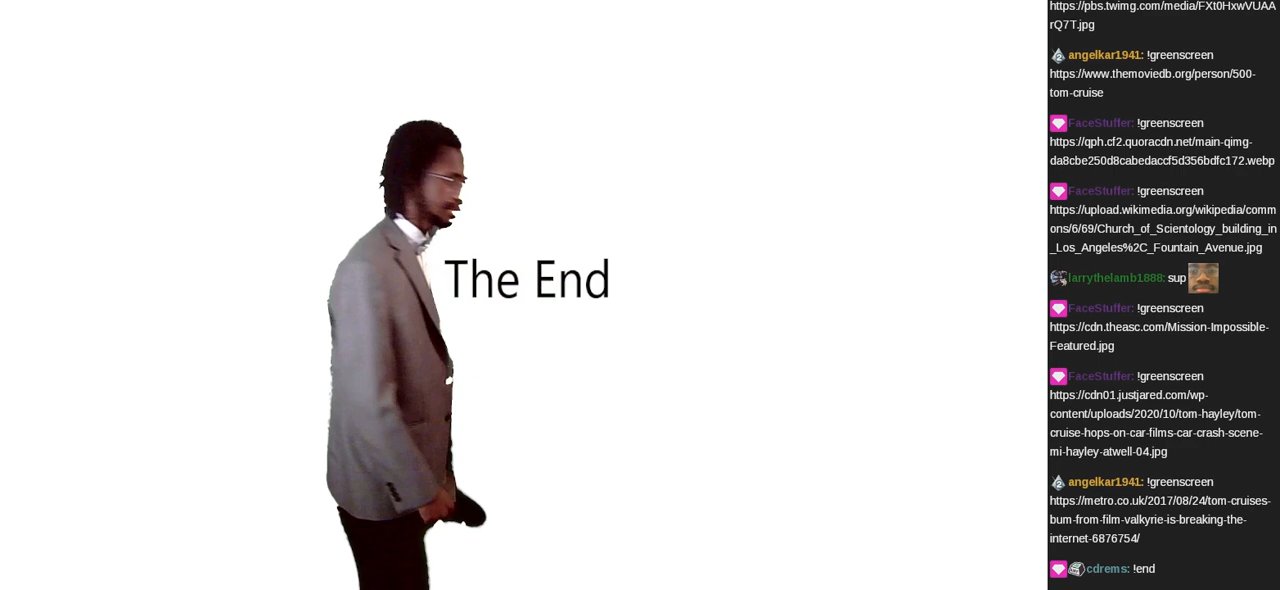 The End
https://pbs.twimg.com/media/FXt0HxwVUAA
rQ7T.jpg
angelkar1941: !greenscreen
https://www.themoviedb.org/person/500-
tom-cruise
FaceStuffer: !greenscreen
https://qph.cf2.quoracdn.net/main-qimg-
da8cbe250d8cabedaccf5d356bdfc172.webp
FaceStuffer: !greenscreen
https://upload.wikimedia.org/wikipedia/comm
ons/6/69/Church_of_Scientology_building_in
_Los_Angeles%2C_Fountain_Avenue.jpg
larrythelamb1888: sup
FaceStuffer: !greenscreen
https://cdn.theasc.com/Mission-Impossible-
Featured.jpg
FaceStuffer: !greenscreen
https://cdn01.justjared.com/wp-
content/uploads/2020/10/tom-hayley/tom-
cruise-hops-on-car-films-car-crash-scene-
mi-hayley-atwell-04.jpg
angelkar1941: !greenscreen
https://metro.co.uk/2017/08/24/tom-cruises-
bum-from-film-valkyrie-is-breaking-the-
internet-6876754/
cdrems: !end